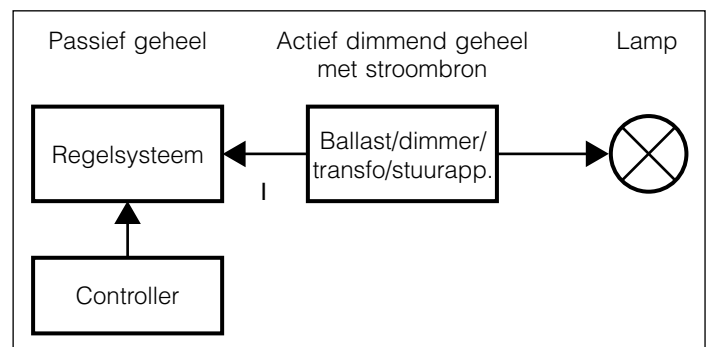 Passief geheel
Actief dimmend geheel
met stroombron
Lamp
Regelsysteem
Ballast/dimmer/
transfo/stuurapp.
I
Controller